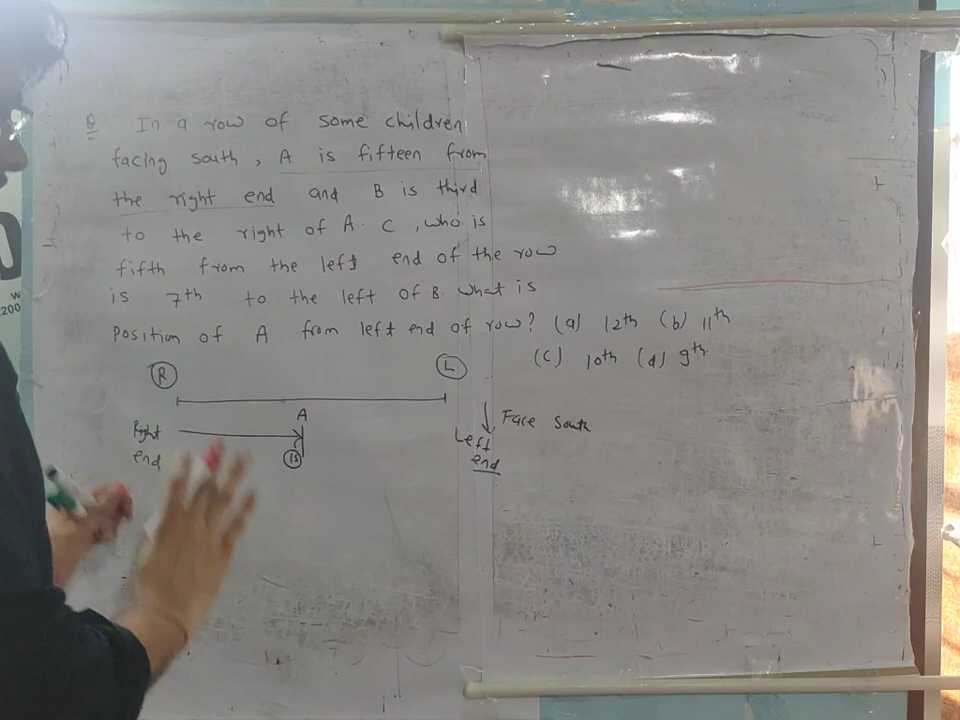 Q In a row of some children
facing south, A is fifteen from
the right end and B is third
to the right of A. C, who is
fifth from the left end of the row
is 7th to the left of B. what is
Position of A from left end of row? (a) 12th (b) 11th
(c) 10th (d) 9th.
R L
A
Right
end
15
Face South
Left
end
W
200